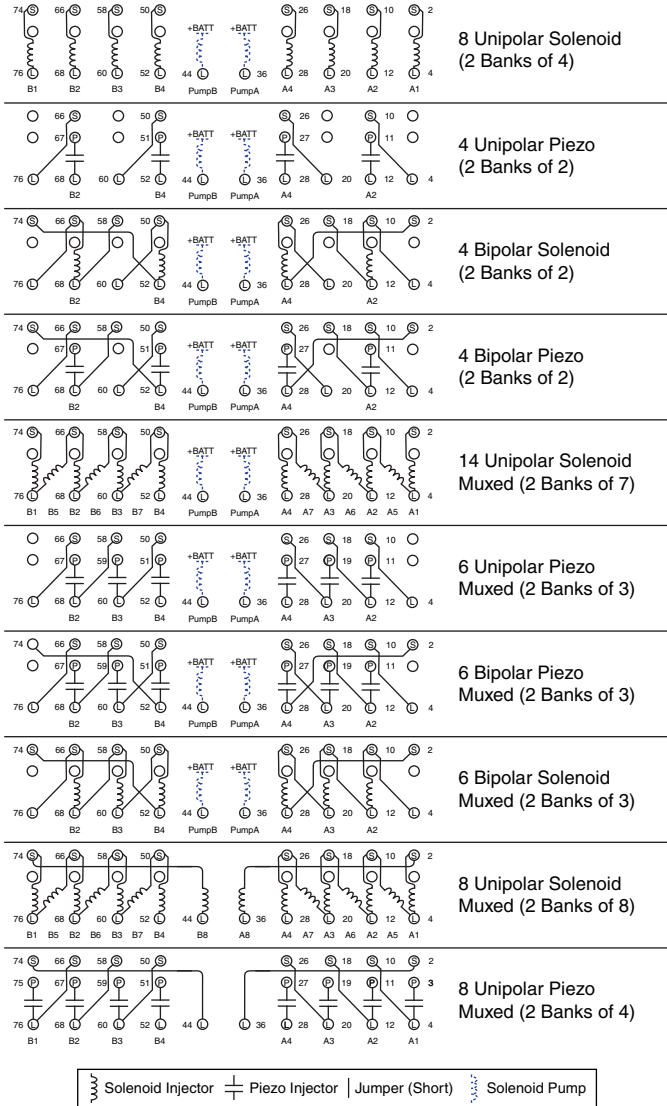 74 S 66 S 58 S 50 S S 26 S 18 S 10 S 2
+BATT +BATT
8 Unipolar Solenoid
(2 Banks of 4)
76 L 68 L 60 L 52 L 44 L L 36 L 28 L 20 L 12 L 4
B1 B2 B3 B4 PumpB PumpA A4 A3 A2 A1
66 S 50 S S 26 S 10
67 P 51 P +BATT +BATT P 27 P 11
4 Unipolar Piezo
(2 Banks of 2)
76 L 68 L 60 L 52 L 44 L L 36 L 28 L 20 L 12 L 4
B2 B4 PumpB PumpA A4 A2
74 S 66 S 58 S 50 S S 26 S 18 S 10 S 2
+BATT +BATT
4 Bipolar Solenoid
(2 Banks of 2)
76 L 68 L 60 L 52 L 44 L L 36 L 28 L 20 L 12 L 4
B2 B4 PumpB PumpA A4 A2
74 S 66 S 58 S 50 S S 26 S 18 S 10 S 2
67 P 51 P +BATT +BATT P 27 P 11
4 Bipolar Piezo
(2 Banks of 2)
76 L 68 L 60 L 52 L 44 L L 36 L 28 L 20 L 12 L 4
B2 B4 PumpB PumpA A4 A2
74 S 66 S 58 S 50 S S 26 S 18 S 10 S 2
+BATT +BATT
14 Unipolar Solenoid
Muxed (2 Banks of 7)
76 L 68 L 60 L 52 L 44 L L 36 L 28 L 20 L 12 L 4
B1 B5 B2 B6 B3 B7 B4 PumpB PumpA A4 A7 A3 A6 A2 A5 A1
66 S 58 S 50 S S 26 S 18 S 10
67 P 59 P 51 P +BATT +BATT P 27 P 19 P 11
6 Unipolar Piezo
Muxed (2 Banks of 3)
76 L 68 L 60 L 52 L 44 L L 36 L 28 L 20 L 12 L 4
B2 B3 B4 PumpB PumpA A4 A3 A2
74 66 S 58 S 50 S S 26 S 18 S 10 S 2
67 P 59 P 51 P +BATT +BATT P 27 P 19 P 11
6 Bipolar Piezo
Muxed (2 Banks of 3)
76 L 68 L 60 L 52 L 44 L L 36 L 28 L 20 L 12 L 4
B2 B3 B4 PumpB PumpA A4 A3 A2
74 S 66 S 58 S 50 S S 26 S 18 S 10 S 2
+BATT +BATT
6 Bipolar Solenoid
Muxed (2 Banks of 3)
76 L 68 L 60 L 52 L 44 L L 36 L 28 L 20 L 12 L 4
B2 B3 B4 PumpB PumpA A4 A3 A2
74 S 66 S 58 S 50 S S 26 S 18 S 10 S 2
8 Unipolar Solenoid
Muxed (2 Banks of 8)
76 L 68 L 60 L 52 L 44 L L 36 L 28 L 20 L 12 L 4
B1 B5 B2 B6 B3 B7 B4 B8 A8 A4 A7 A3 A6 A2 A5 A1
74 S 66 S 58 S 50 S S 26 S 18 S 10 S 2
75 P 67 P 59 P 51 P P 27 P 19 P 11 P 3
8 Unipolar Piezo
Muxed (2 Banks of 4)
76 L 68 L 60 L 52 L 44 L L 36 L 28 L 20 L 12 L 4
B1 B2 B3 B4 A4 A3 A2 A1
Solenoid Injector Piezo Injector Jumper (Short) Solenoid Pump